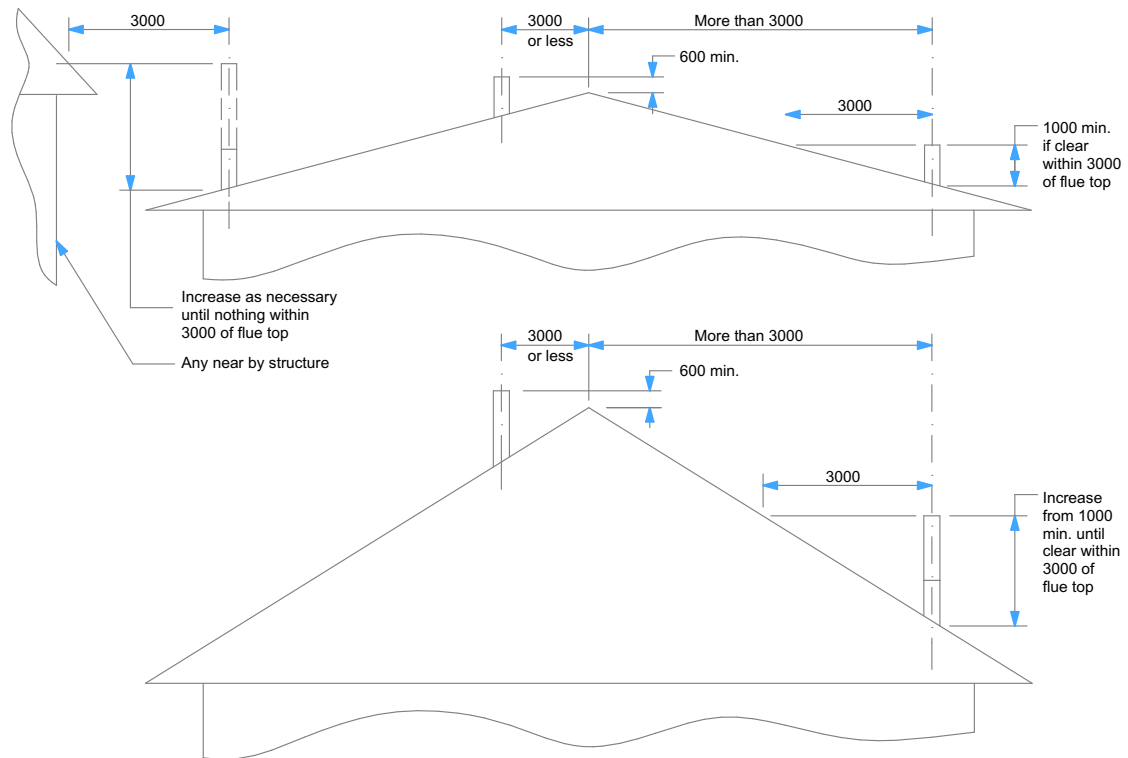 3000
3000
or less
More than 3000
600 min.
3000
1000 min.
if clear
within 3000
of flue top
Increase as necessary
until nothing within
3000 of flue top
Any near by structure
3000
or less
More than 3000
600 min.
3000
Increase
from 1000
min. until
clear within
3000 of
flue top